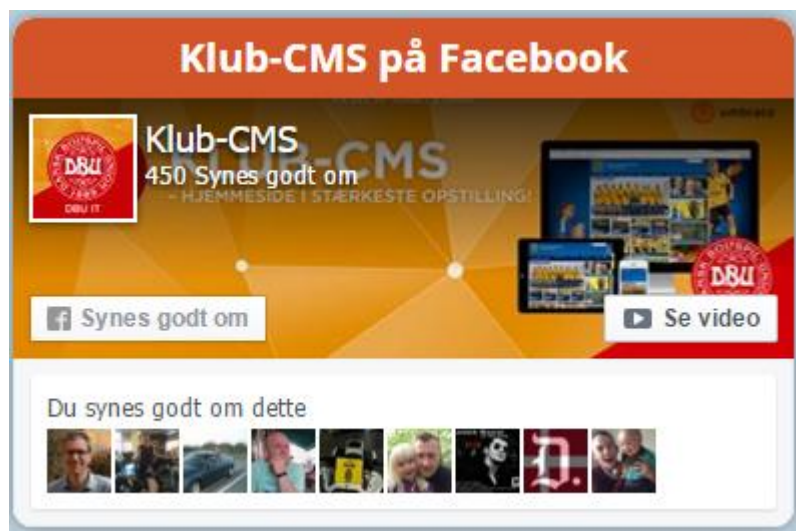 Klub-CMS på Facebook
umbraco
Klub-CMS
KLUB-CMS
450 Synes godt om
- HJEMMESIDE I STÆRKESTE OPSTILLING!
DBU
DBU IT
DBU
Synes godt om
Se video
Du synes godt om dette
D.